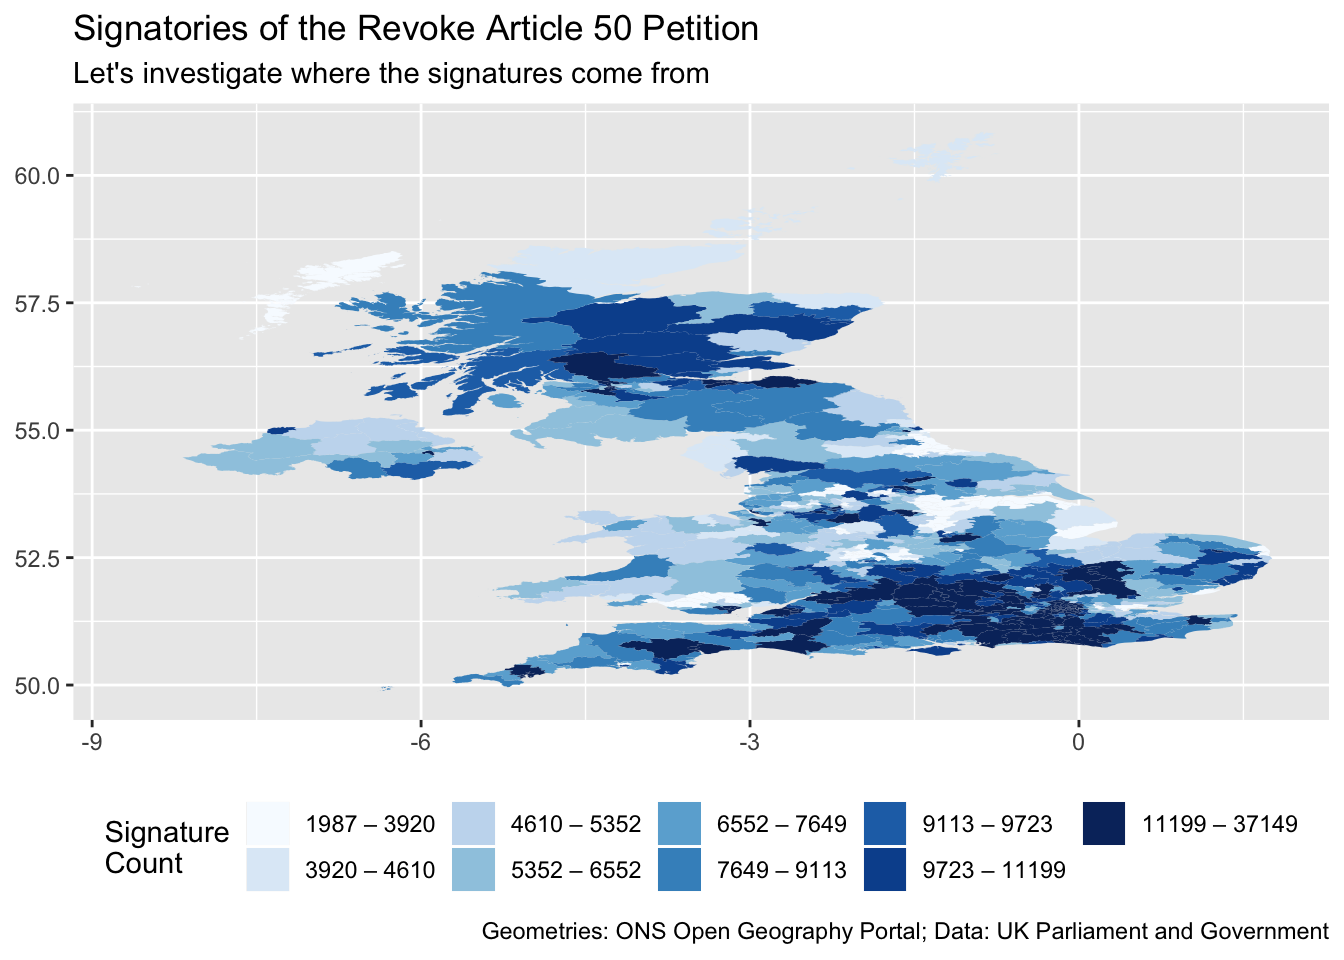 Signatories of the Revoke Article 50 Petition
Let's investigate where the signatures come from
60.0
57.5
55.0
52.5
50.0
-9
-6
-3
0
Signature
Count
1987 – 3920
4610 – 5352
6552 – 7649
9113 – 9723
11199 – 37149
3920 – 4610
5352 – 6552
7649 – 9113
9723 – 11199
Geometries: ONS Open Geography Portal; Data: UK Parliament and Government